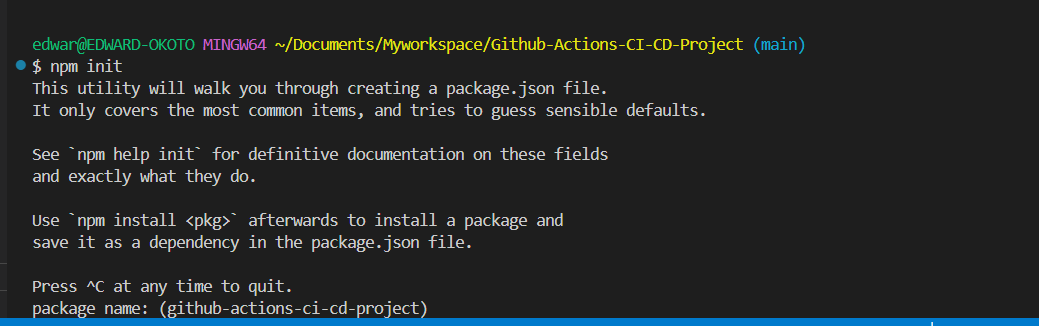 edwar@EDWARD-OKOTO MINGW64 ~/Documents/Myworkspace/Github-Actions-CI-CD-Project (main)
$ npm init
This utility will walk you through creating a package.json file.
It only covers the most common items, and tries to guess sensible defaults.
See `npm help init` for definitive documentation on these fields
and exactly what they do.
Use `npm install <pkg>` afterwards to install a package and
save it as a dependency in the package.json file.
Press ^C at any time to quit.
package name: (github-actions-ci-cd-project)